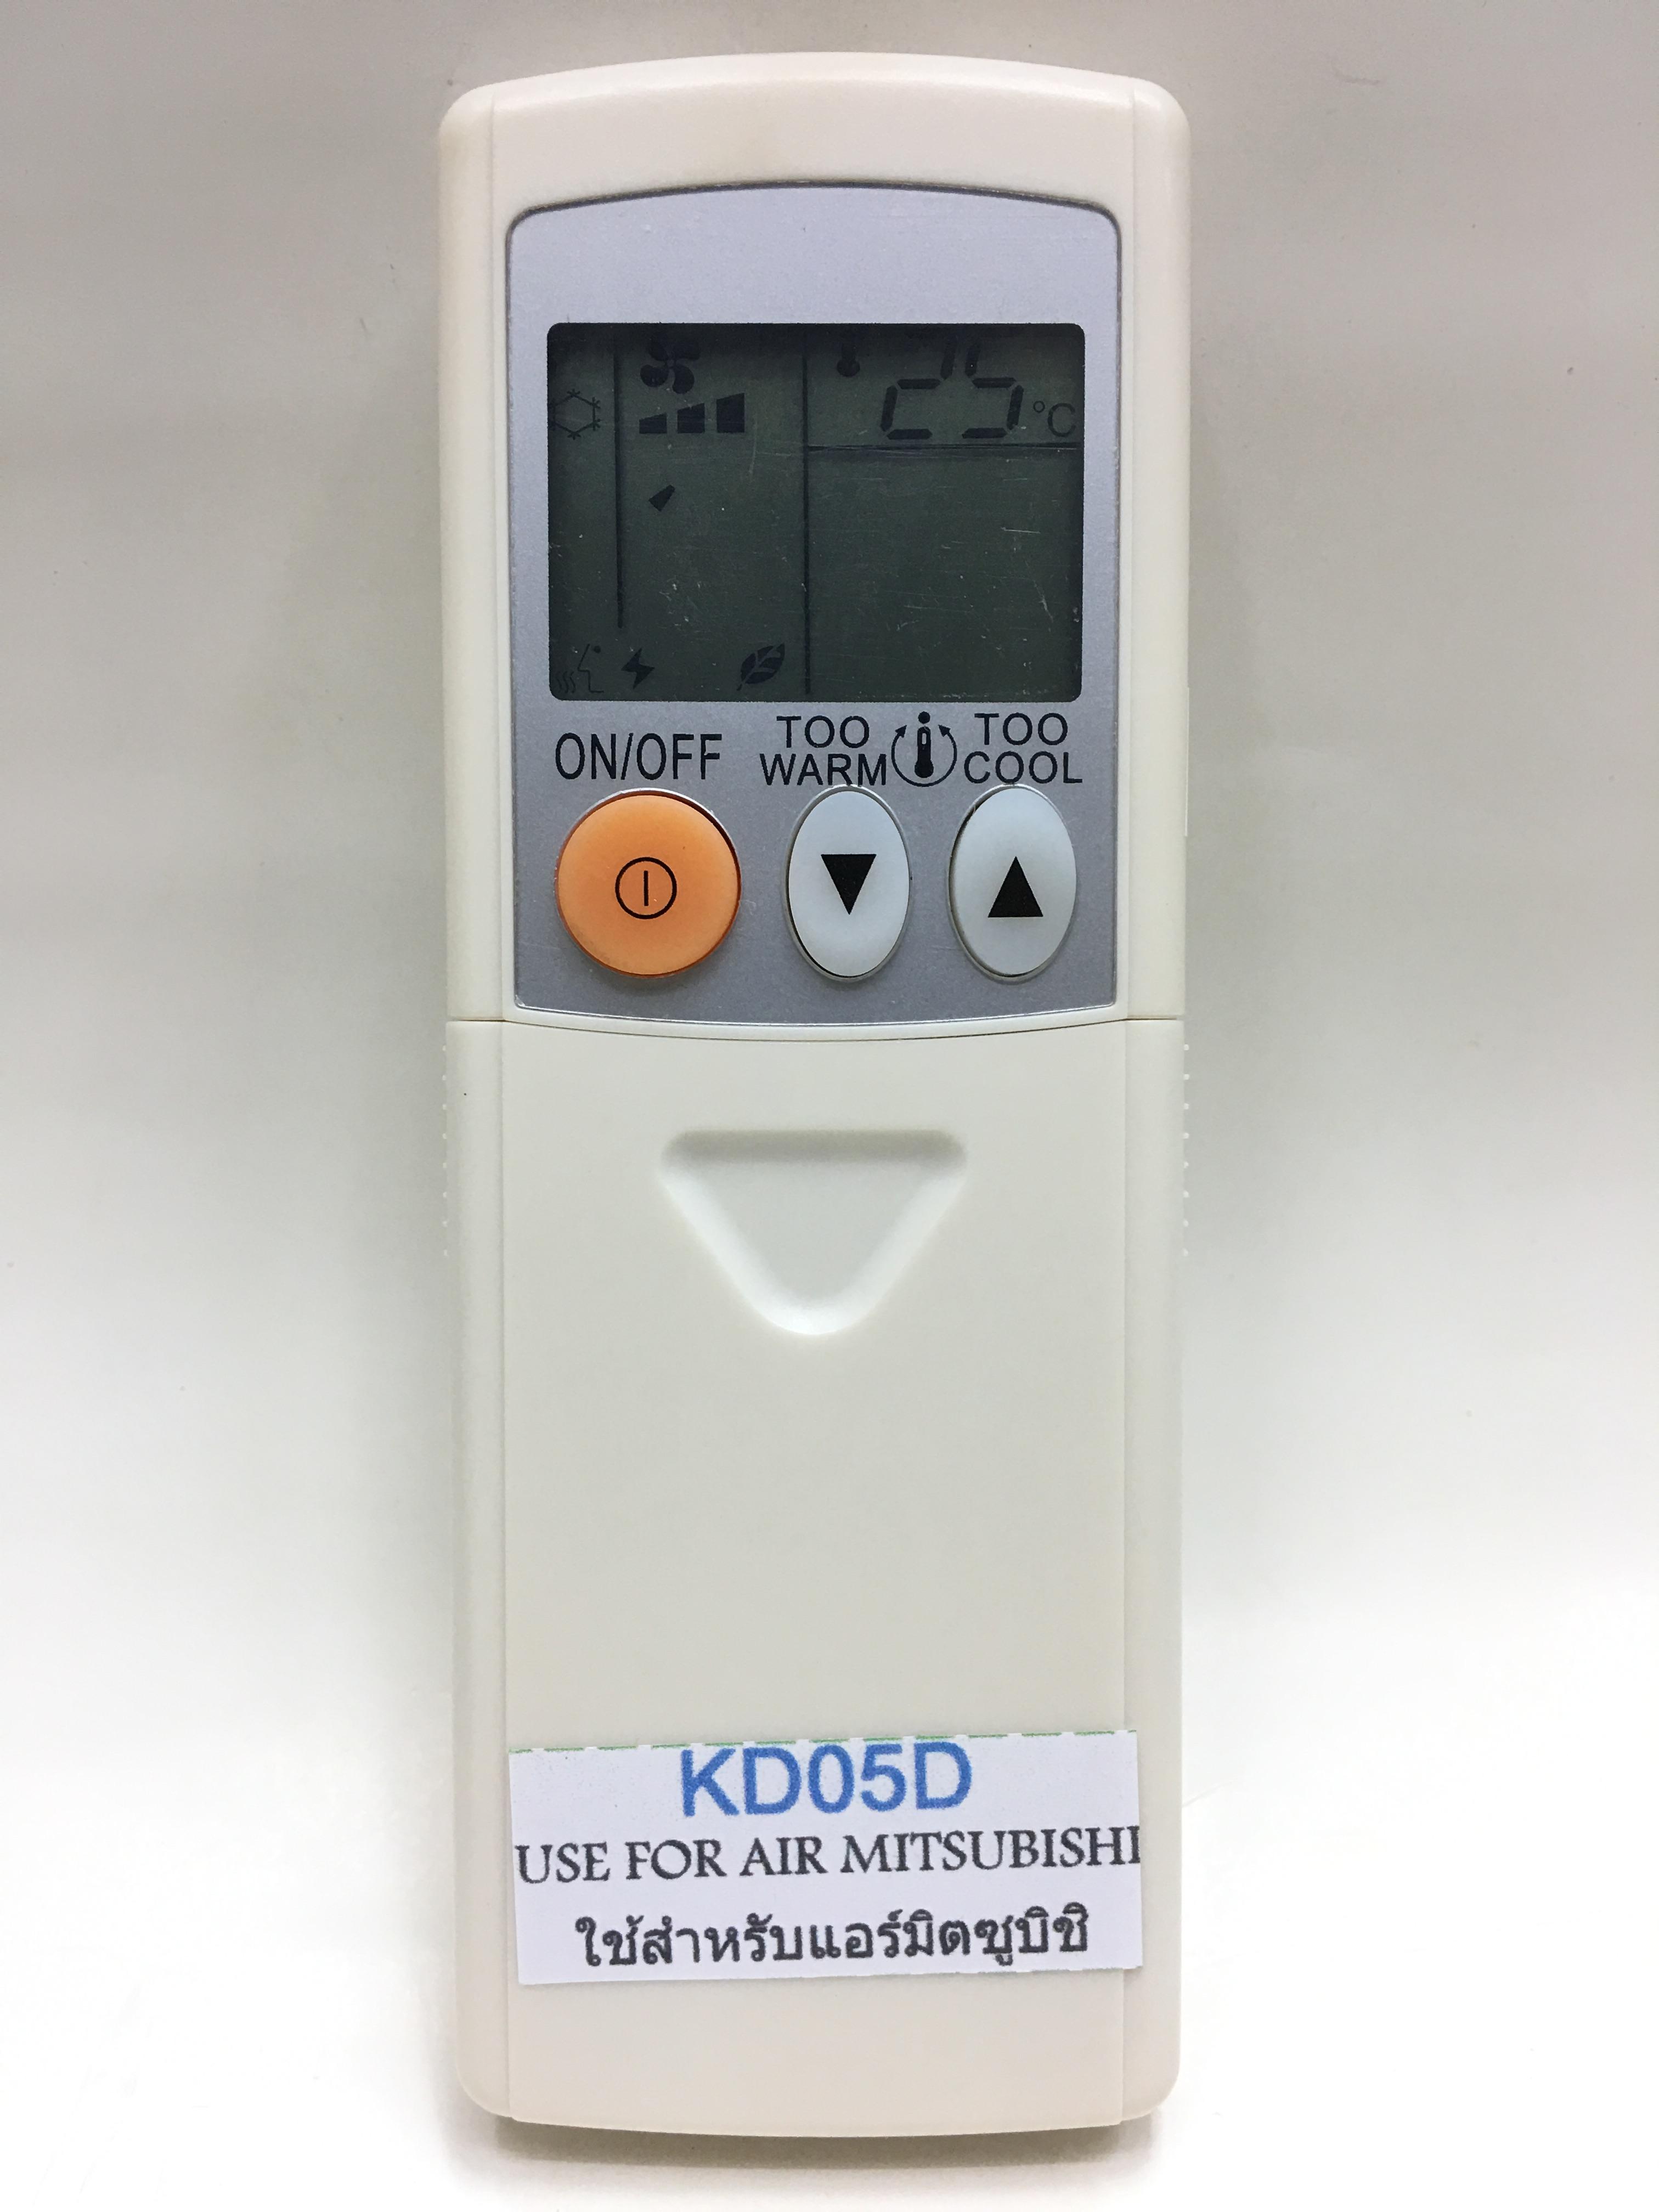 25 °C
ON/OFF
TOO WARM
TOO COOL
KD05D
USE FOR AIR MITSUBISHI
ใช้สำหรับแอร์มิตซูบิชิ